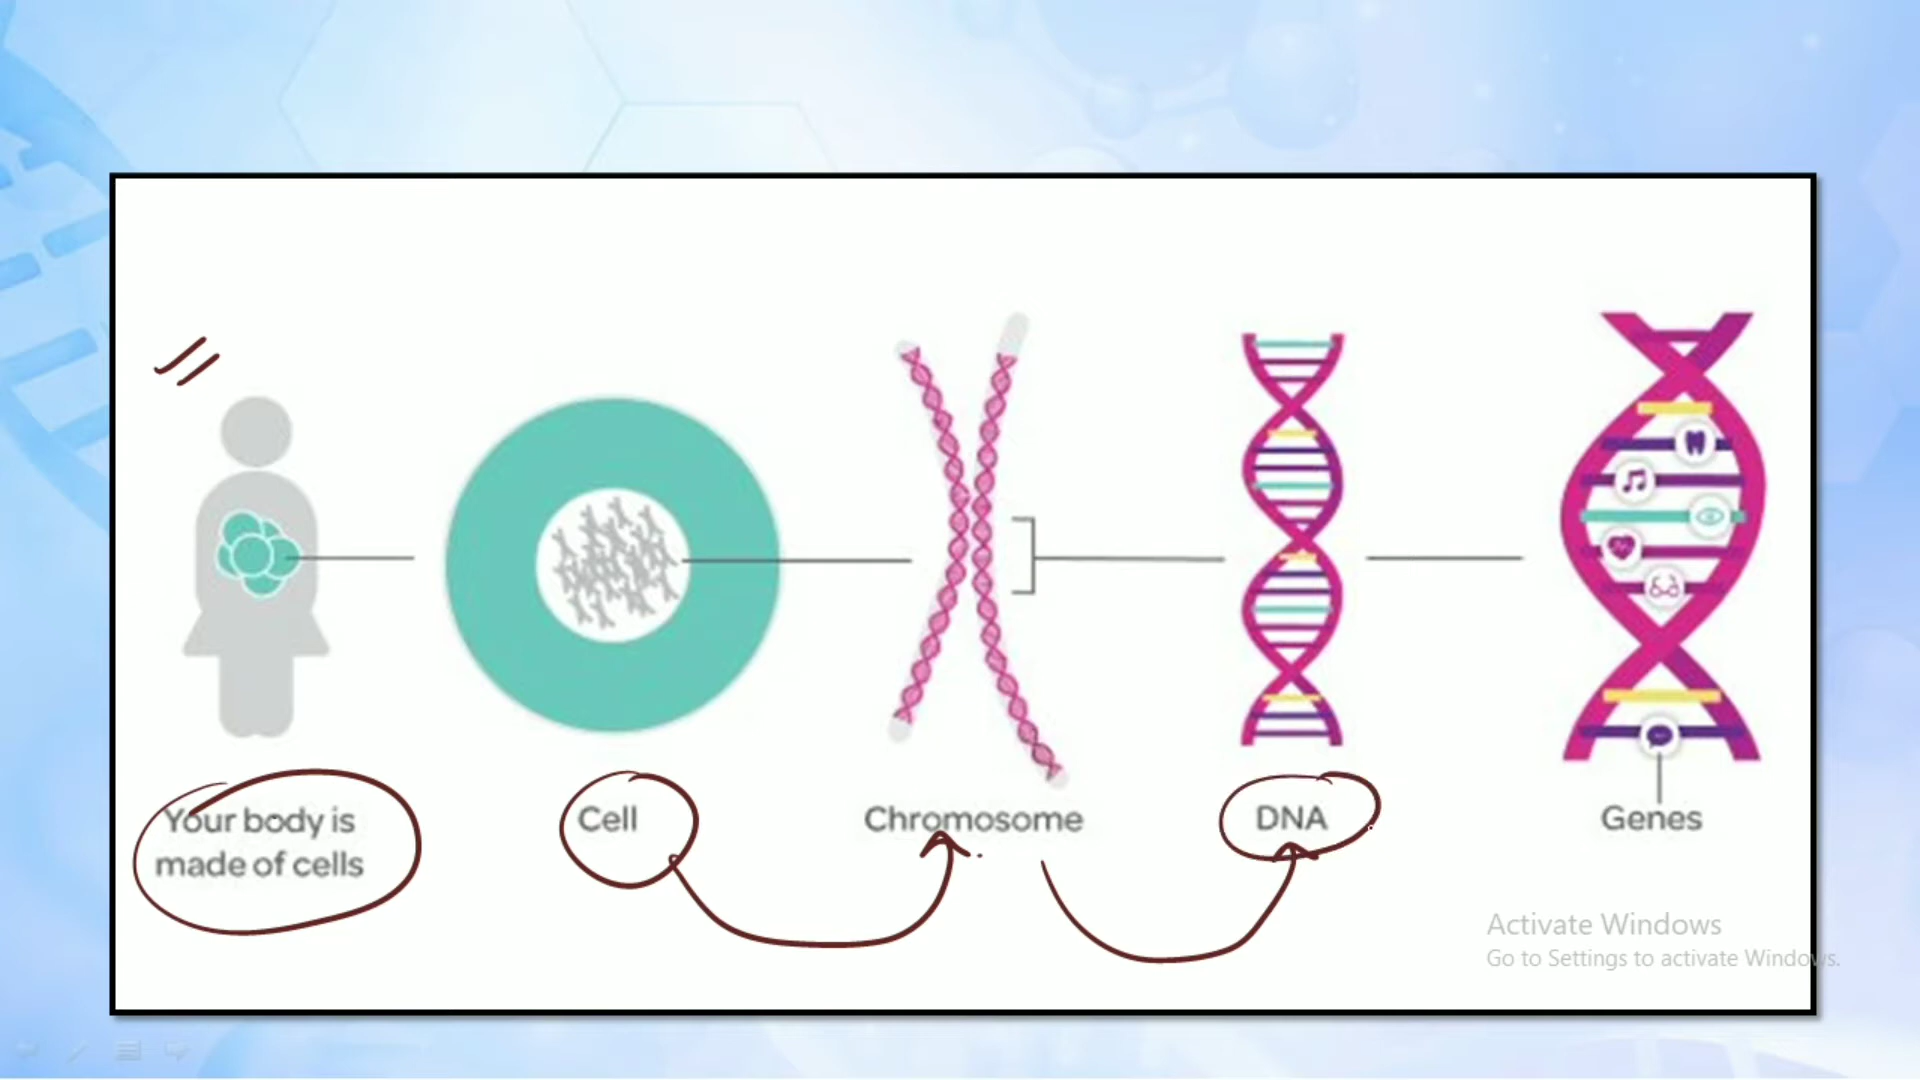 Your body is
made of cells
Cell
Chromosome
DNA
Genes
Activate Windows
Go to Settings to activate Windows.